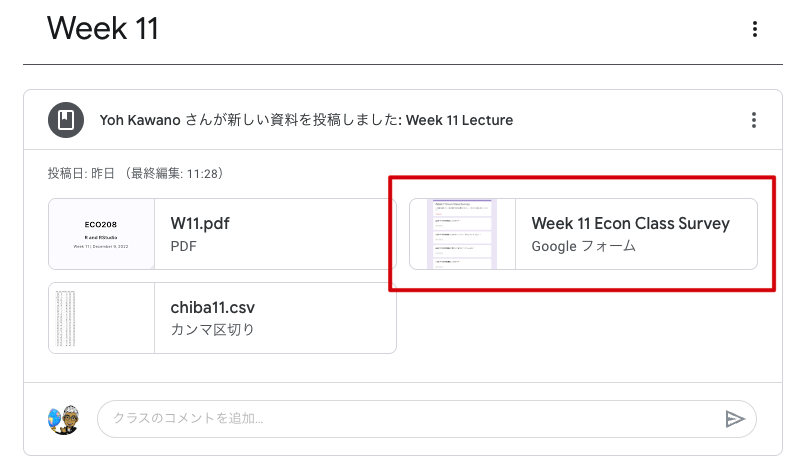 Week 11
Yoh Kawano さんが新しい資料を投稿しました: Week 11 Lecture
投稿日: 昨日 （最終編集: 11:28）
ECO208
R and RStudio
Week 11 | December 9, 2022
W11.pdf
PDF
Week 11 Econ Class Survey
Google フォーム
chiba11.csv
カンマ区切り
クラスのコメントを追加...